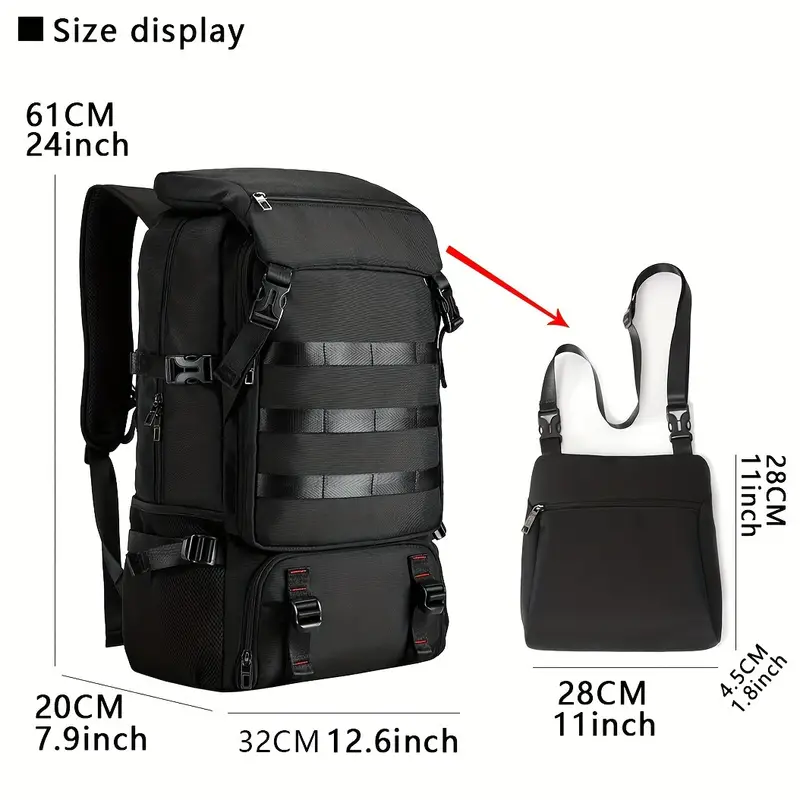 Size display
61CM
24inch
28CM
11inch
4.5CM
1.8inch
20CM
7.9inch
32CM 12.6inch
28CM
11inch